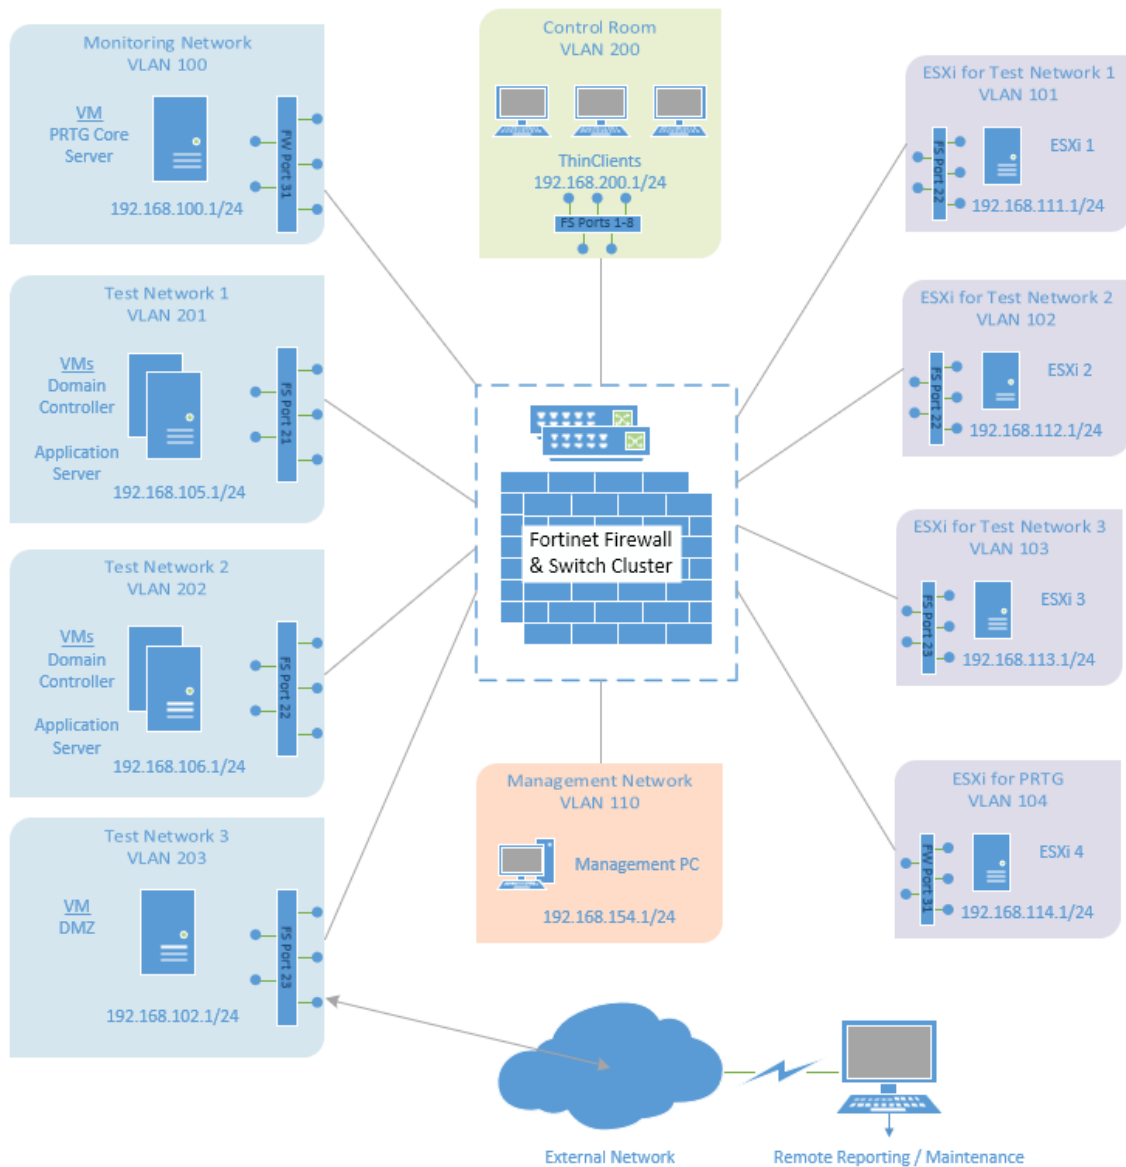 Monitoring Network
VLAN 100
VM
PRTG Core
Server
FW Port 31
192.168.100.1/24
Control Room
VLAN 200
ThinClients
192.168.200.1/24
FS Ports 1-8
ESXi for Test Network 1
VLAN 101
ESXi 1
FS Port 22
192.168.111.1/24
Test Network 1
VLAN 201
VMs
Domain
Controller
Application
Server
FS Port 21
192.168.105.1/24
ESXi for Test Network 2
VLAN 102
ESXi 2
FS Port 22
192.168.112.1/24
Fortinet Firewall
& Switch Cluster
Test Network 2
VLAN 202
VMs
Domain
Controller
Application
Server
FS Port 22
192.168.106.1/24
ESXi for Test Network 3
VLAN 103
ESXi 3
FS Port 23
192.168.113.1/24
Management Network
VLAN 110
Management PC
192.168.154.1/24
ESXi for PRTG
VLAN 104
ESXi 4
FW Port 31
192.168.114.1/24
Test Network 3
VLAN 203
VM
DMZ
FS Port 23
192.168.102.1/24
External Network
Remote Reporting / Maintenance